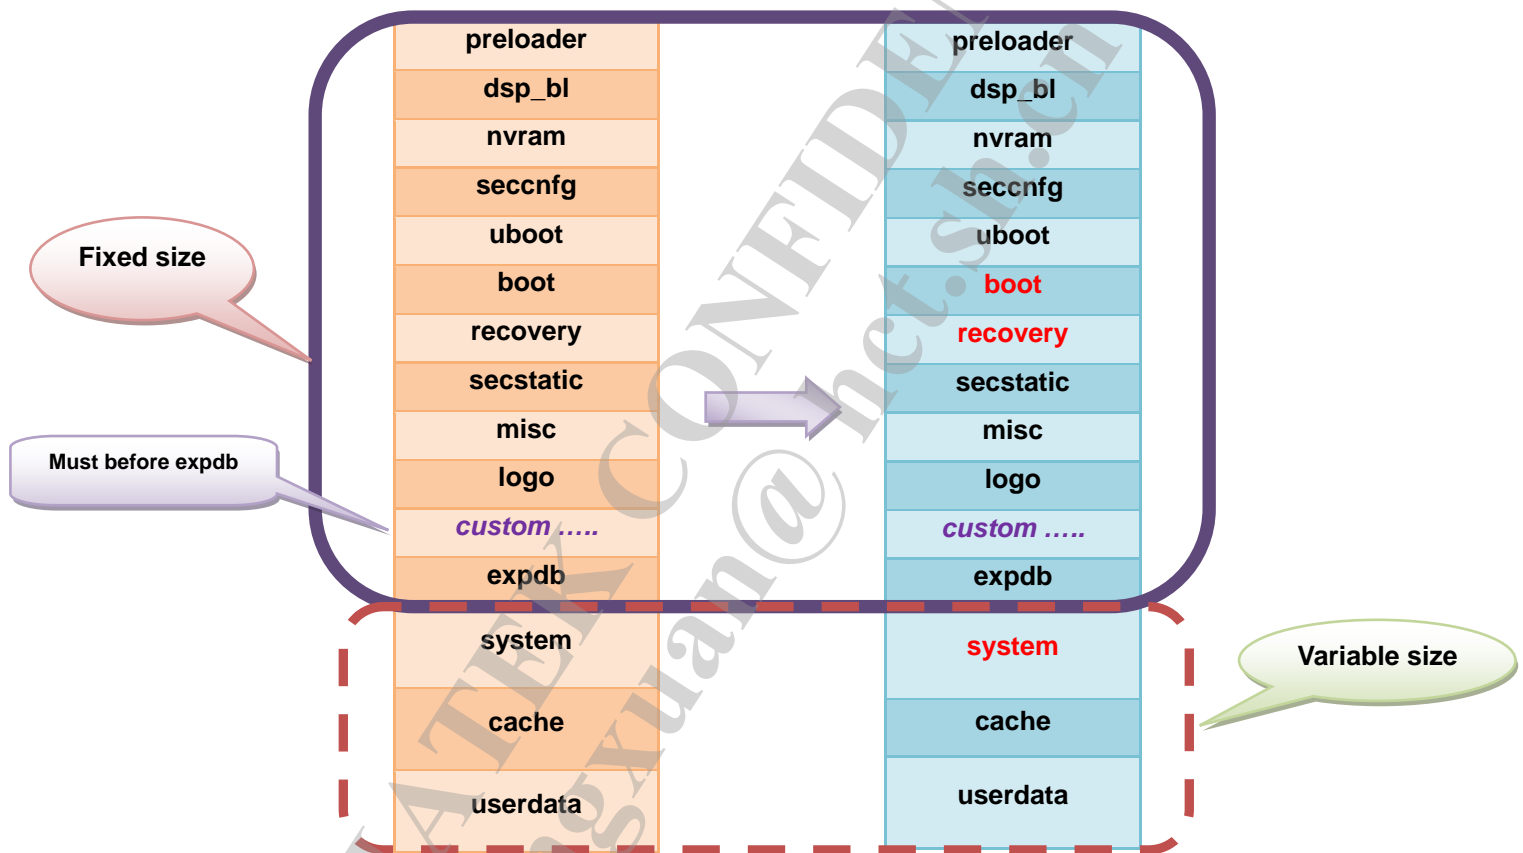 preloader
dsp_bl
nvram
seccnfg
uboot
boot
recovery
secstatic
misc
logo
custom .....
expdb
system
cache
userdata
preloader
dsp_bl
nvram
seccnfg
uboot
boot
recovery
secstatic
misc
logo
custom .....
expdb
system
cache
userdata
Fixed size
Must before expdb
Variable size